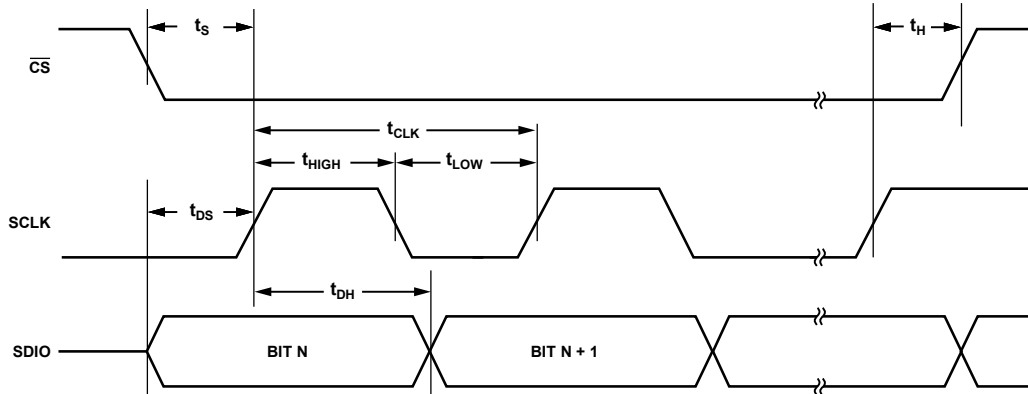 tS
tH
CS
tCLK
tHIGH
tLOW
tDS
SCLK
tDH
SDIO
BIT N
BIT N + 1